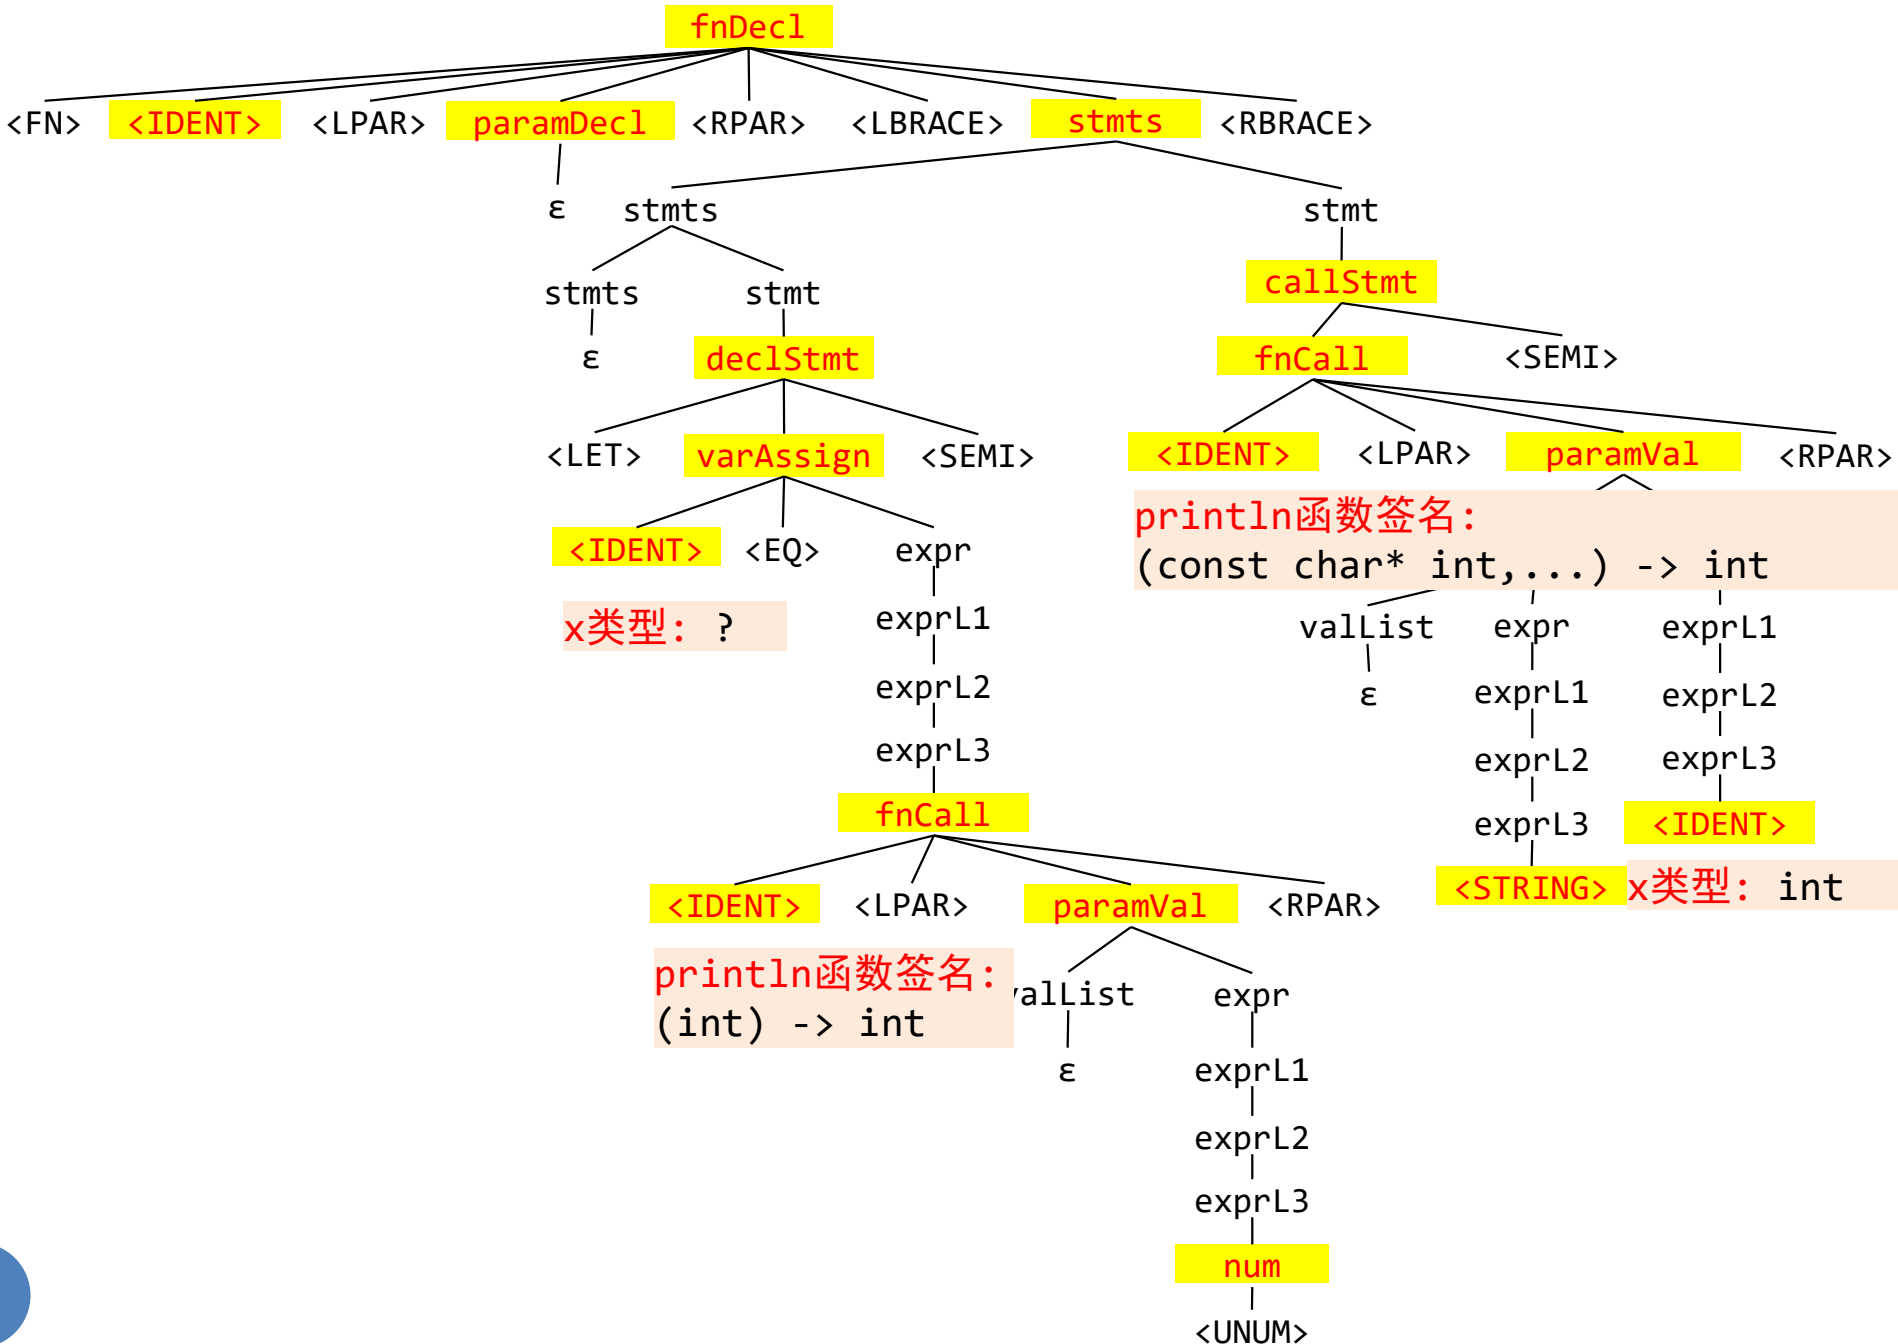 fnDecl
<FN> <IDENT> <LPAR> paramDecl <RPAR> <LBRACE> stmts <RBRACE>
ε stmts stmt
stmts stmt callStmt
ε declStmt fnCall <SEMI>
<LET> varAssign <SEMI> <IDENT> <LPAR> paramVal <RPAR>
println函数签名:
<IDENT> <EQ> expr (const char* int,...) -> int
x类型: ? exprL1 valList expr exprL1
exprL2 ε exprL1 exprL2
exprL3 exprL2 exprL3
fnCall exprL3 <IDENT>
<IDENT> <LPAR> paramVal <RPAR> <STRING> x类型: int
println函数签名:
alList expr
(int) -> int
ε exprL1
exprL2
exprL3
num
<UNUM>